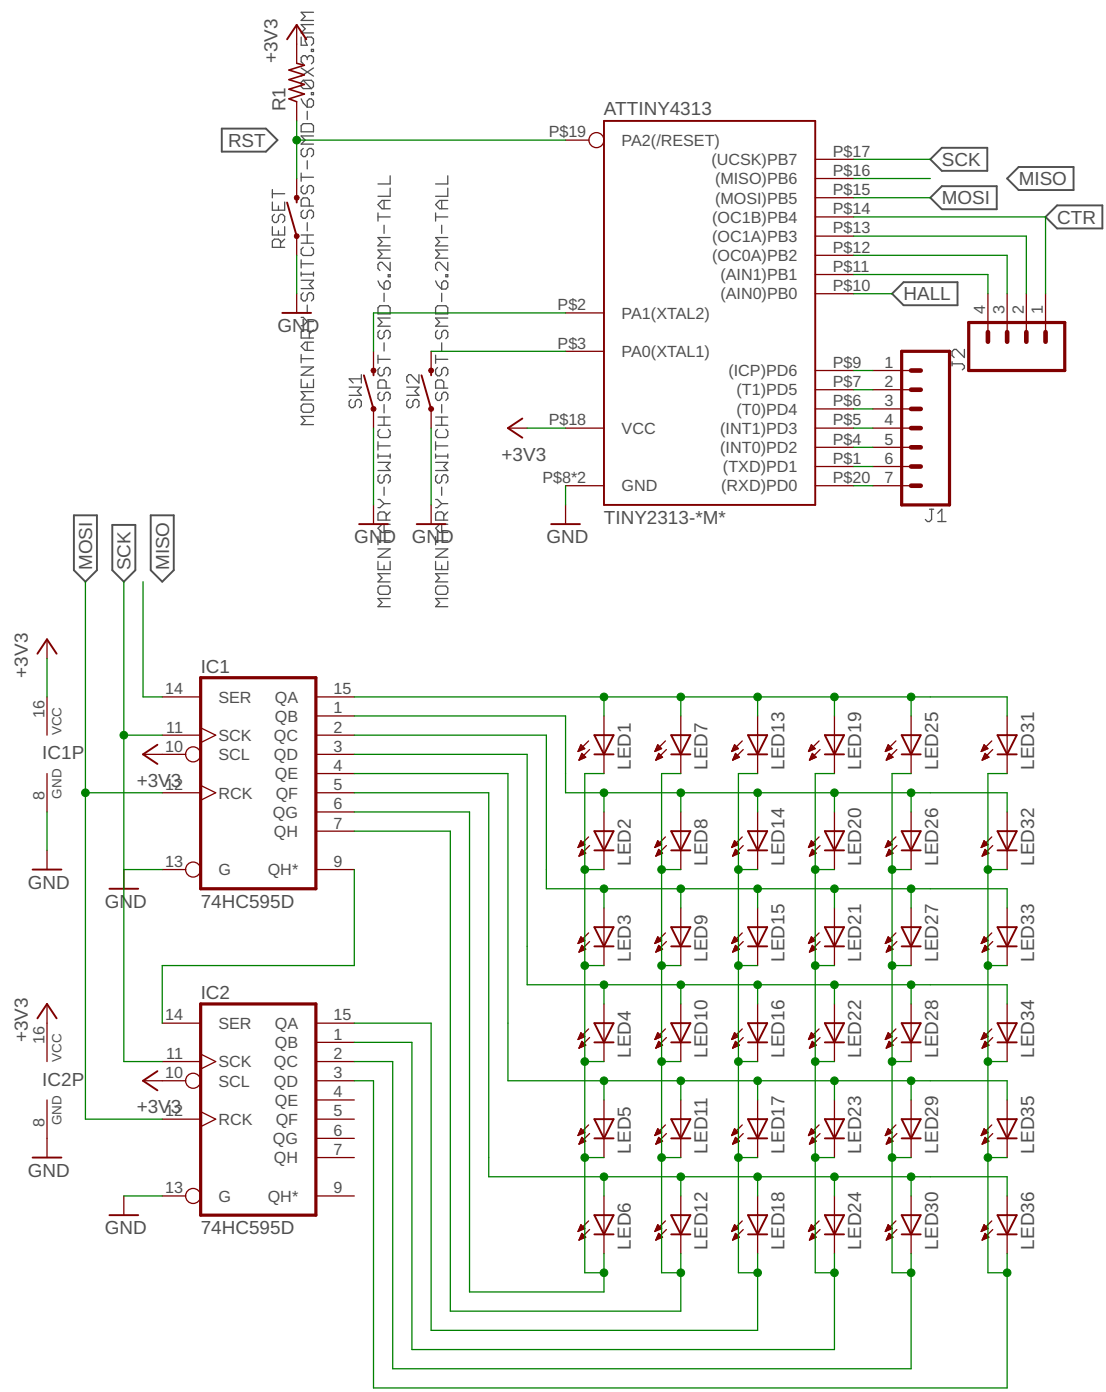 +3V3
R1
RST
RESET
MOMENTARY-SWITCH-SPST-SMD-6.0X3.5MM
GND
ATTINY4313
P$19
PA2(/RESET)
P$2
PA1(XTAL2)
P$3
PA0(XTAL1)
P$18
VCC
+3V3
P$8*2
GND
GND
TINY2313-*M*
(UCSK)PB7
P$17
SCK
(MISO)PB6
P$16
MISO
(MOSI)PB5
P$15
MOSI
(OC1B)PB4
P$14
CTR
(OC1A)PB3
P$13
(OC0A)PB2
P$12
(AIN1)PB1
P$11
(AIN0)PB0
P$10
HALL
4
3
2
1
J2
(ICP)PD6
P$9
1
(T1)PD5
P$7
2
(T0)PD4
P$6
3
(INT1)PD3
P$5
4
(INT0)PD2
P$4
5
(TXD)PD1
P$1
6
(RXD)PD0
P$20
7
J1
SW1
MOMENTARY-SWITCH-SPST-SMD-6.2MM-TALL
GND
SW2
MOMENTARY-SWITCH-SPST-SMD-6.2MM-TALL
GND
MOSI
SCK
MISO
+3V3
16
VCC
IC1P
8
GND
GND
IC1
14
SER
11
SCK
10
SCL
+3V3
12
RCK
13
G
GND
QA
15
QB
1
QC
2
QD
3
QE
4
QF
5
QG
6
QH
7
QH*
9
74HC595D
+3V3
16
VCC
IC2P
8
GND
GND
IC2
14
SER
11
SCK
10
SCL
+3V3
12
RCK
13
G
GND
QA
15
QB
1
QC
2
QD
3
QE
4
QF
5
QG
6
QH
7
QH*
9
74HC595D
LED1
LED7
LED13
LED19
LED25
LED31
LED2
LED8
LED14
LED20
LED26
LED32
LED3
LED9
LED15
LED21
LED27
LED33
LED4
LED10
LED16
LED22
LED28
LED34
LED5
LED11
LED17
LED23
LED29
LED35
LED6
LED12
LED18
LED24
LED30
LED36